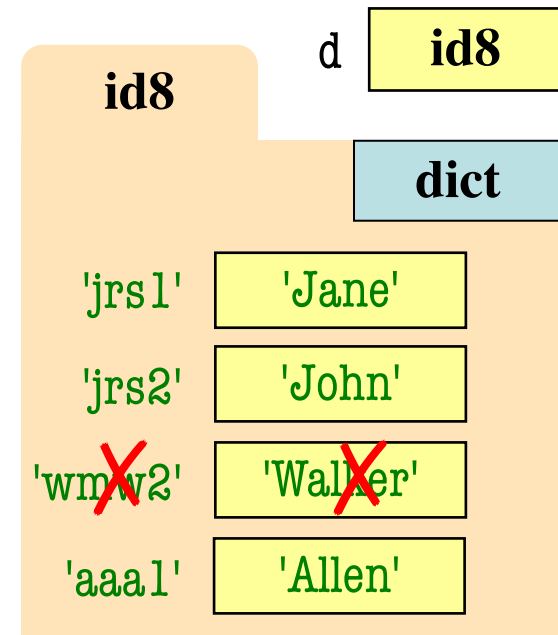 d id8
id8
dict
'jrs1' 'Jane'
'jrs2' 'John'
'wmw2' 'Walker'
'aaa1' 'Allen'